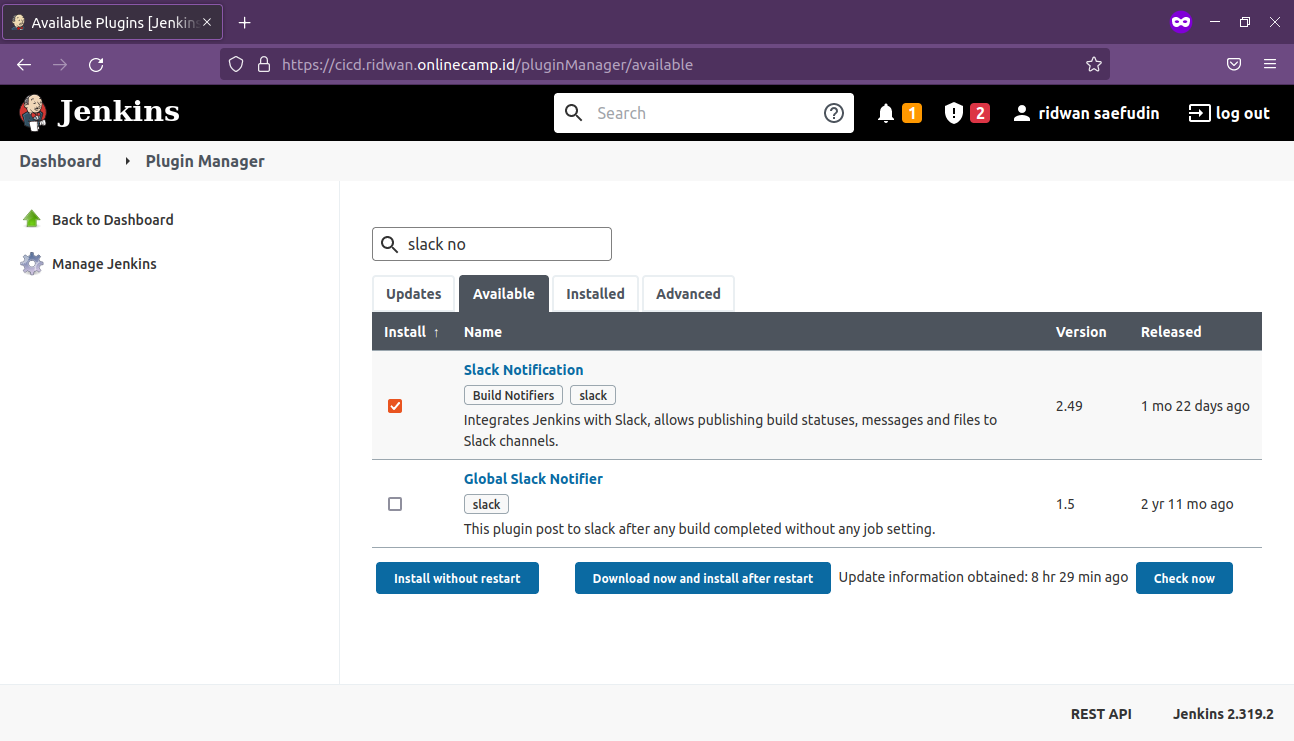 Available Plugins [Jenkins
https://cicd.ridwan.onlinecamp.id/pluginManager/available
Jenkins
Search
1
2
ridwan saefudin
log out
Dashboard
Plugin Manager
Back to Dashboard
Manage Jenkins
slack no
Updates
Available
Installed
Advanced
Install ↑
Name
Version
Released
Slack Notification
Build Notifiers
slack
Integrates Jenkins with Slack, allows publishing build statuses, messages and files to
Slack channels.
2.49
1 mo 22 days ago
Global Slack Notifier
slack
This plugin post to slack after any build completed without any job setting.
1.5
2 yr 11 mo ago
Install without restart
Download now and install after restart
Update information obtained: 8 hr 29 min ago
Check now
REST API
Jenkins 2.319.2